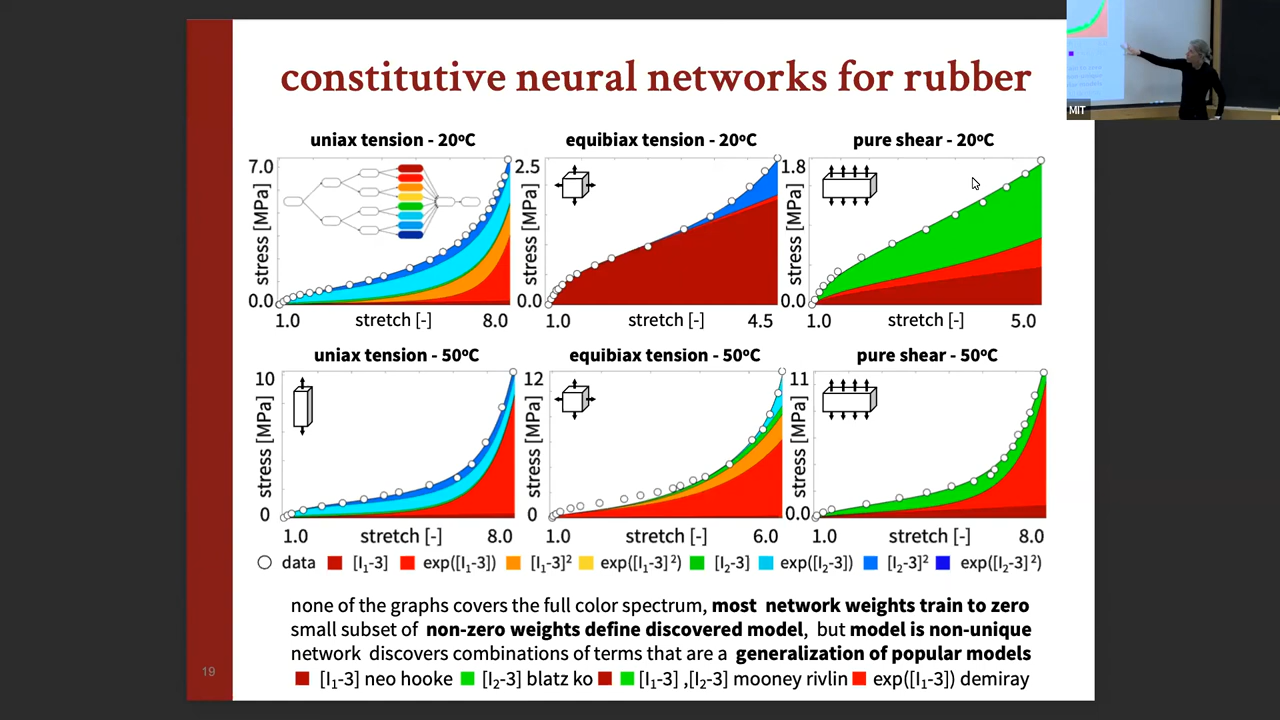 constitutive neural networks for rubber
MIT
uniax tension - 20ºC
equibiax tension - 20ºC
pure shear - 20ºC
7.0
stress [MPa]
0.0
1.0
stretch [-]
8.0
2.5
stress [MPa]
0.0
1.0
stretch [-]
4.5
1.8
stress [MPa]
0.0
1.0
stretch [-]
5.0
uniax tension - 50ºC
equibiax tension - 50ºC
pure shear - 50ºC
10
stress [MPa]
0
1.0
stretch [-]
8.0
12
stress [MPa]
0
1.0
stretch [-]
6.0
11
stress [MPa]
0.0
1.0
stretch [-]
8.0
data [I₁-3] exp([I₁-3]) [I₁-3]² exp([I₁-3]²) [I₂-3] exp([I₂-3]) [I₂-3]² exp([I₂-3]²)
none of the graphs covers the full color spectrum, most network weights train to zero
small subset of non-zero weights define discovered model, but model is non-unique
network discovers combinations of terms that are a generalization of popular models
[I₁-3] neo hooke [I₂-3] blatz ko [I₁-3] ,[I₂-3] mooney rivlin exp([I₁-3]) demiray
19